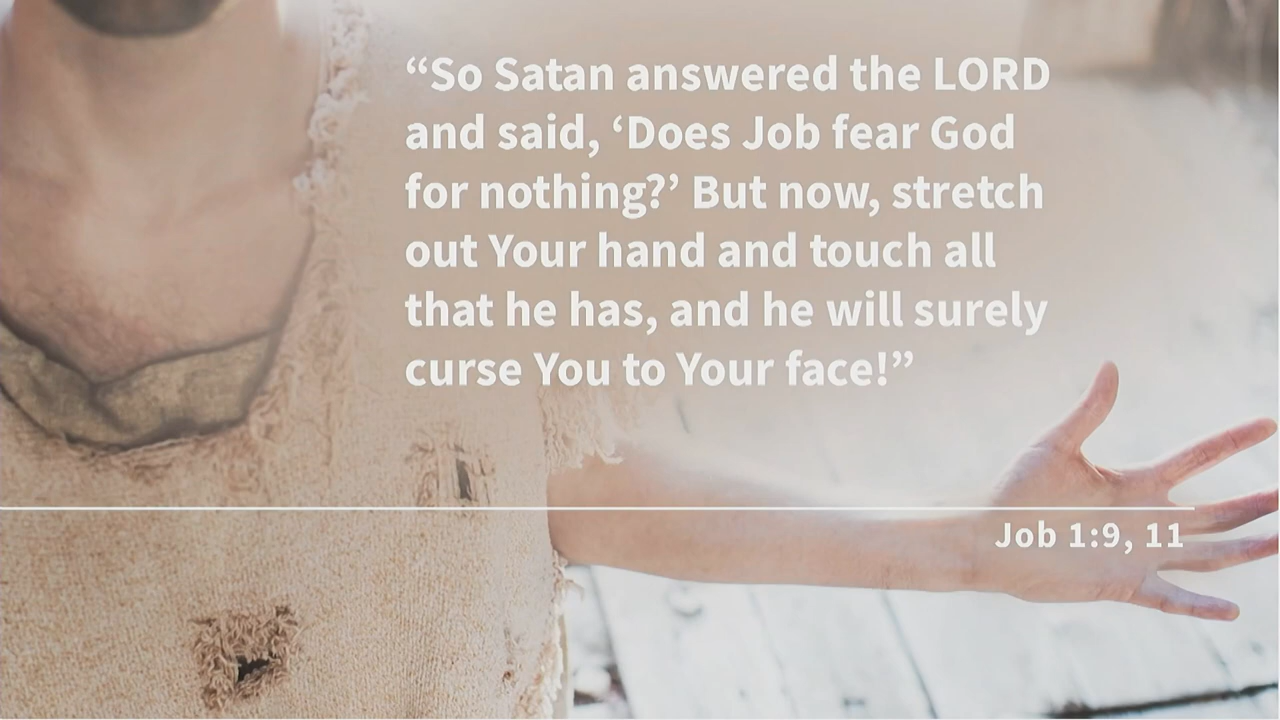 “So Satan answered the LORD
and said, ‘Does Job fear God
for nothing?’ But now, stretch
out Your hand and touch all
that he has, and he will surely
curse You to Your face!”
Job 1:9, 11